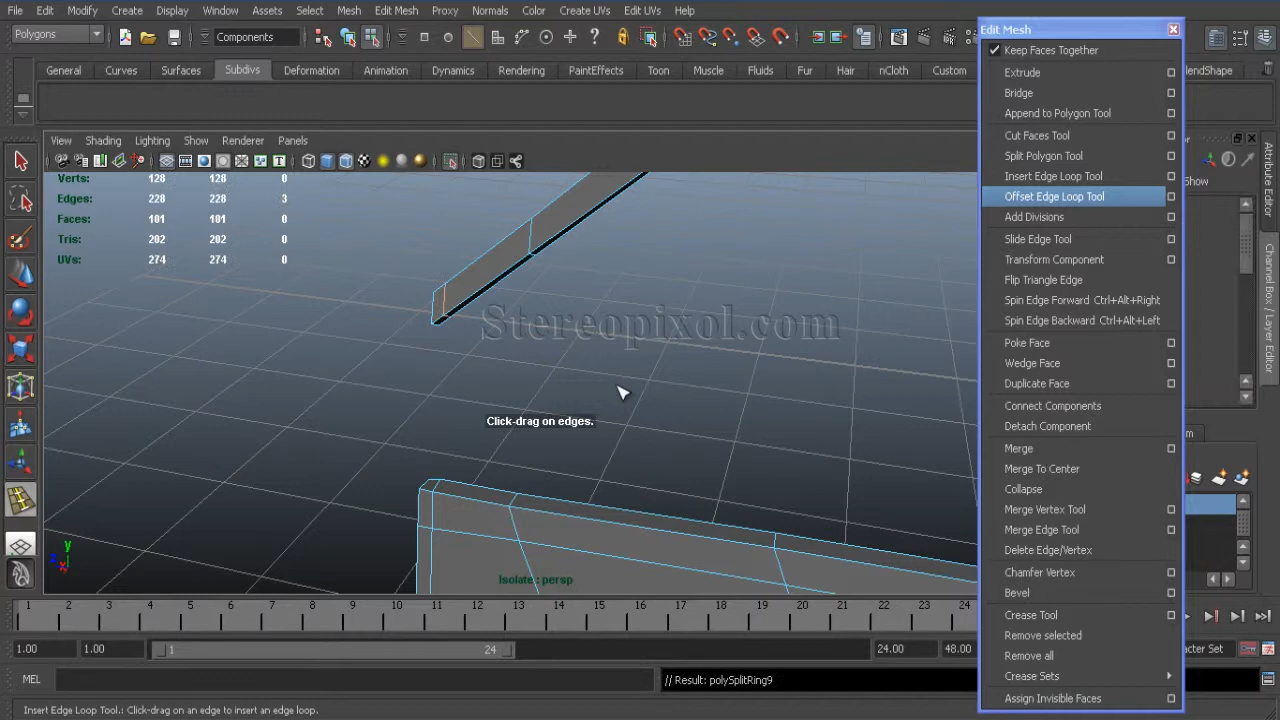 File Edit Modify Create Display Window Assets Select Mesh Edit Mesh Proxy Normals Color Create UVs Edit UVs Help
Polygons Components
General Curves Surfaces Subdivs Deformation Animation Dynamics Rendering PaintEffects Toon Muscle Fluids Fur Hair nCloth Custom
View Shading Lighting Show Renderer Panels
Verts: 128 128 0
Edges: 228 228 3
Faces: 101 101 0
Tris: 202 202 0
UVs: 274 274 0
Stereopixol.com
Click-drag on edges.
y
Isolate : persp
Edit Mesh
Keep Faces Together
Extrude
Bridge
Append to Polygon Tool
Cut Faces Tool
Split Polygon Tool
Insert Edge Loop Tool
Offset Edge Loop Tool
Add Divisions
Slide Edge Tool
Transform Component
Flip Triangle Edge
Spin Edge Forward Ctrl+Alt+Right
Spin Edge Backward Ctrl+Alt+Left
Poke Face
Wedge Face
Duplicate Face
Connect Components
Detach Component
Merge
Merge To Center
Collapse
Merge Vertex Tool
Merge Edge Tool
Delete Edge/Vertex
Chamfer Vertex
Bevel
Crease Tool
Remove selected
Remove all
Crease Sets
Assign Invisible Faces
lendShape
Show
Attribute Editor
Channel Box / Layer Editor
1 2 3 4 5 6 7 8 9 10 11 12 13 14 15 16 17 18 19 20 21 22 23 24
1.00 1.00 1 24 24.00 48.00 acter Set
MEL // Result: polySplitRing9
Insert Edge Loop Tool.: Click-drag on an edge to insert an edge loop.